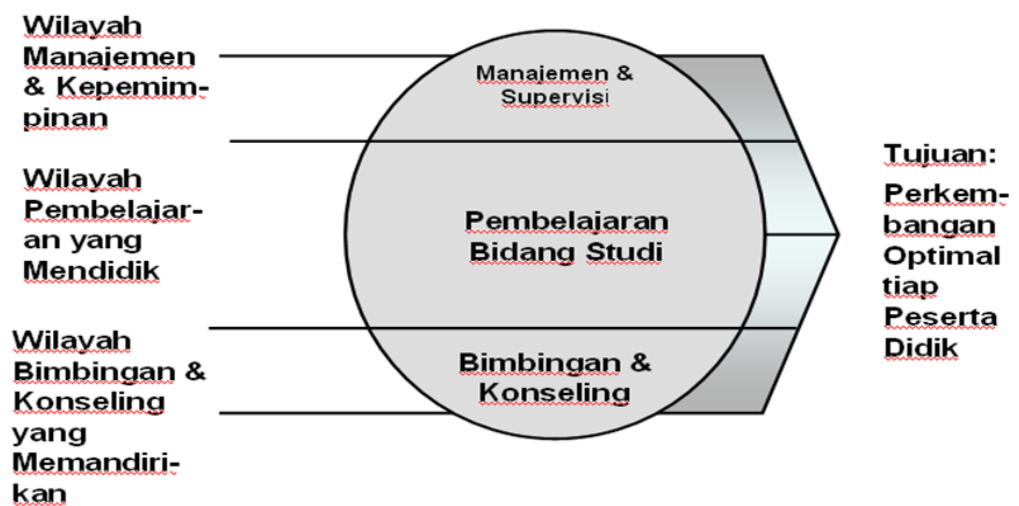 Wilayah
Manajemen
& Kepemim-
pinan
Wilayah
Pembelajar-
an yang
Mendidik
Wilayah
Bimbingan &
Konseling
yang
Memandiri-
kan
Manajemen &
Supervisi
Pembelajaran
Bidang Studi
Bimbingan &
Konseling
Tujuan:
Perkem-
bangan
Optimal
tiap
Peserta
Didik